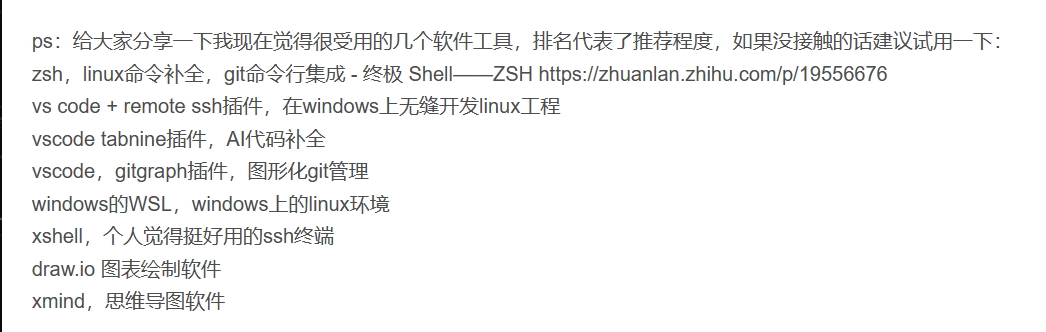 ps：给大家分享一下我现在觉得很受用的几个软件工具，排名代表了推荐程度，如果没接触的话建议试用一下：
zsh，linux命令补全，git命令行集成 - 终极 Shell——ZSH https://zhuanlan.zhihu.com/p/19556676
vs code + remote ssh插件，在windows上无缝开发linux工程
vscode tabnine插件，AI代码补全
vscode，gitgraph插件，图形化git管理
windows的WSL，windows上的linux环境
xshell，个人觉得挺好用的ssh终端
draw.io 图表绘制软件
xmind，思维导图软件